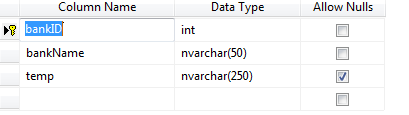 Column Name Data Type Allow Nulls
bankID int
bankName nvarchar(50)
temp nvarchar(250)